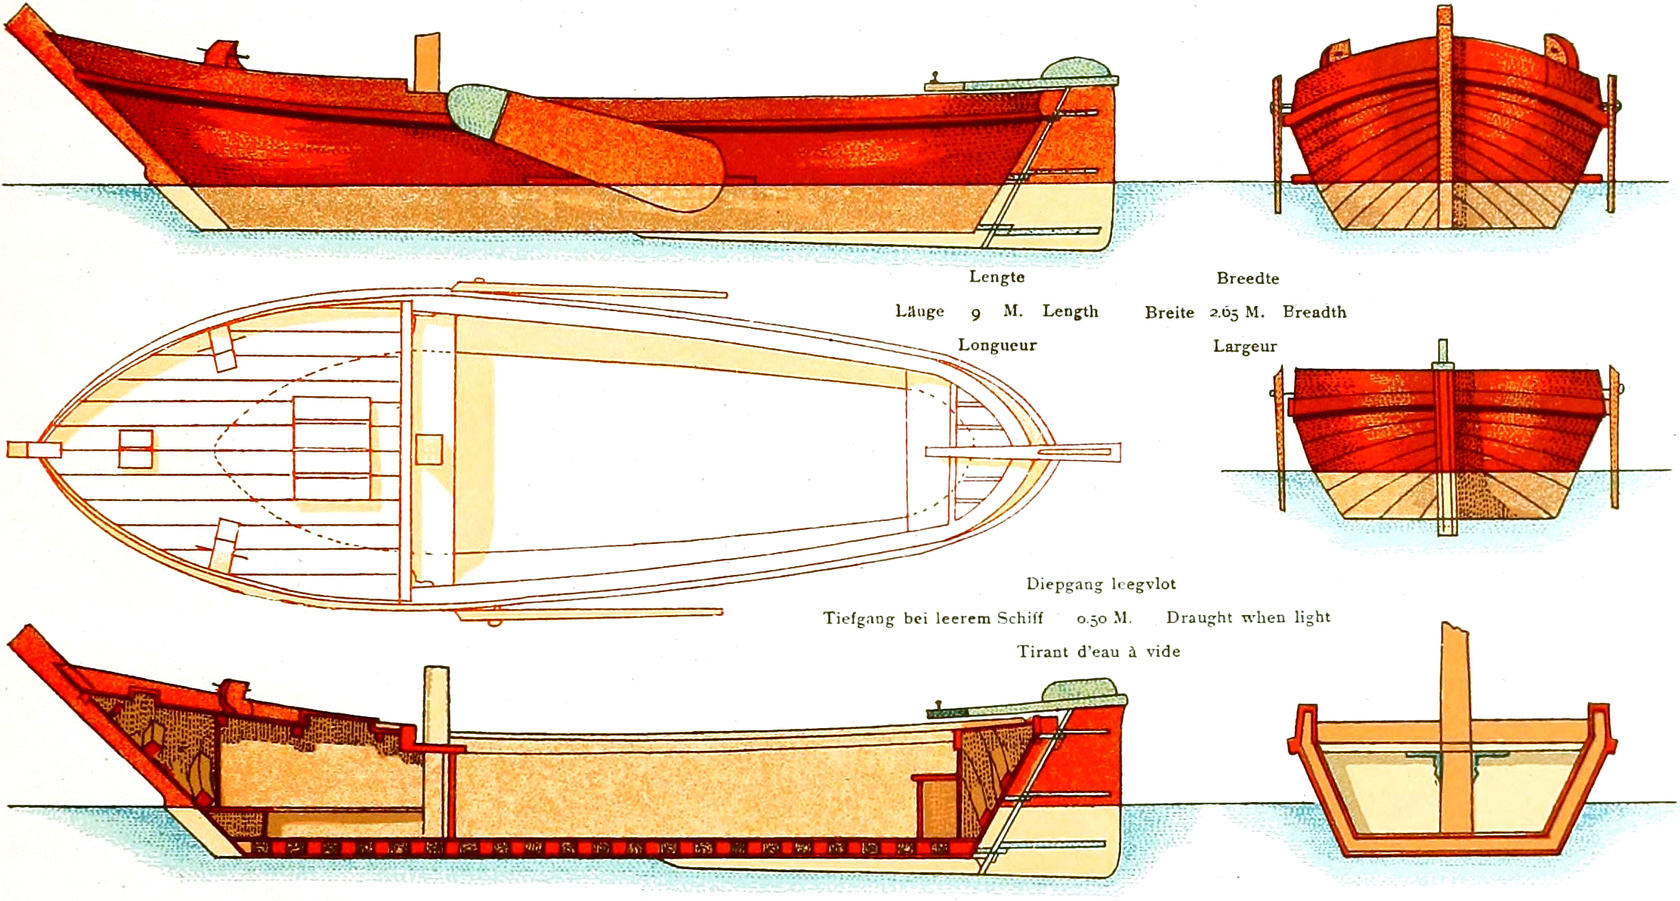 Lengte
Länge 9 M. Length
Longueur
Breedte
Breite 2.65 M. Breadth
Largeur
Diepgang leegvlot
Tiefgang bei leerem Schiff 0.50 M. Draught when light
Tirant d'eau à vide